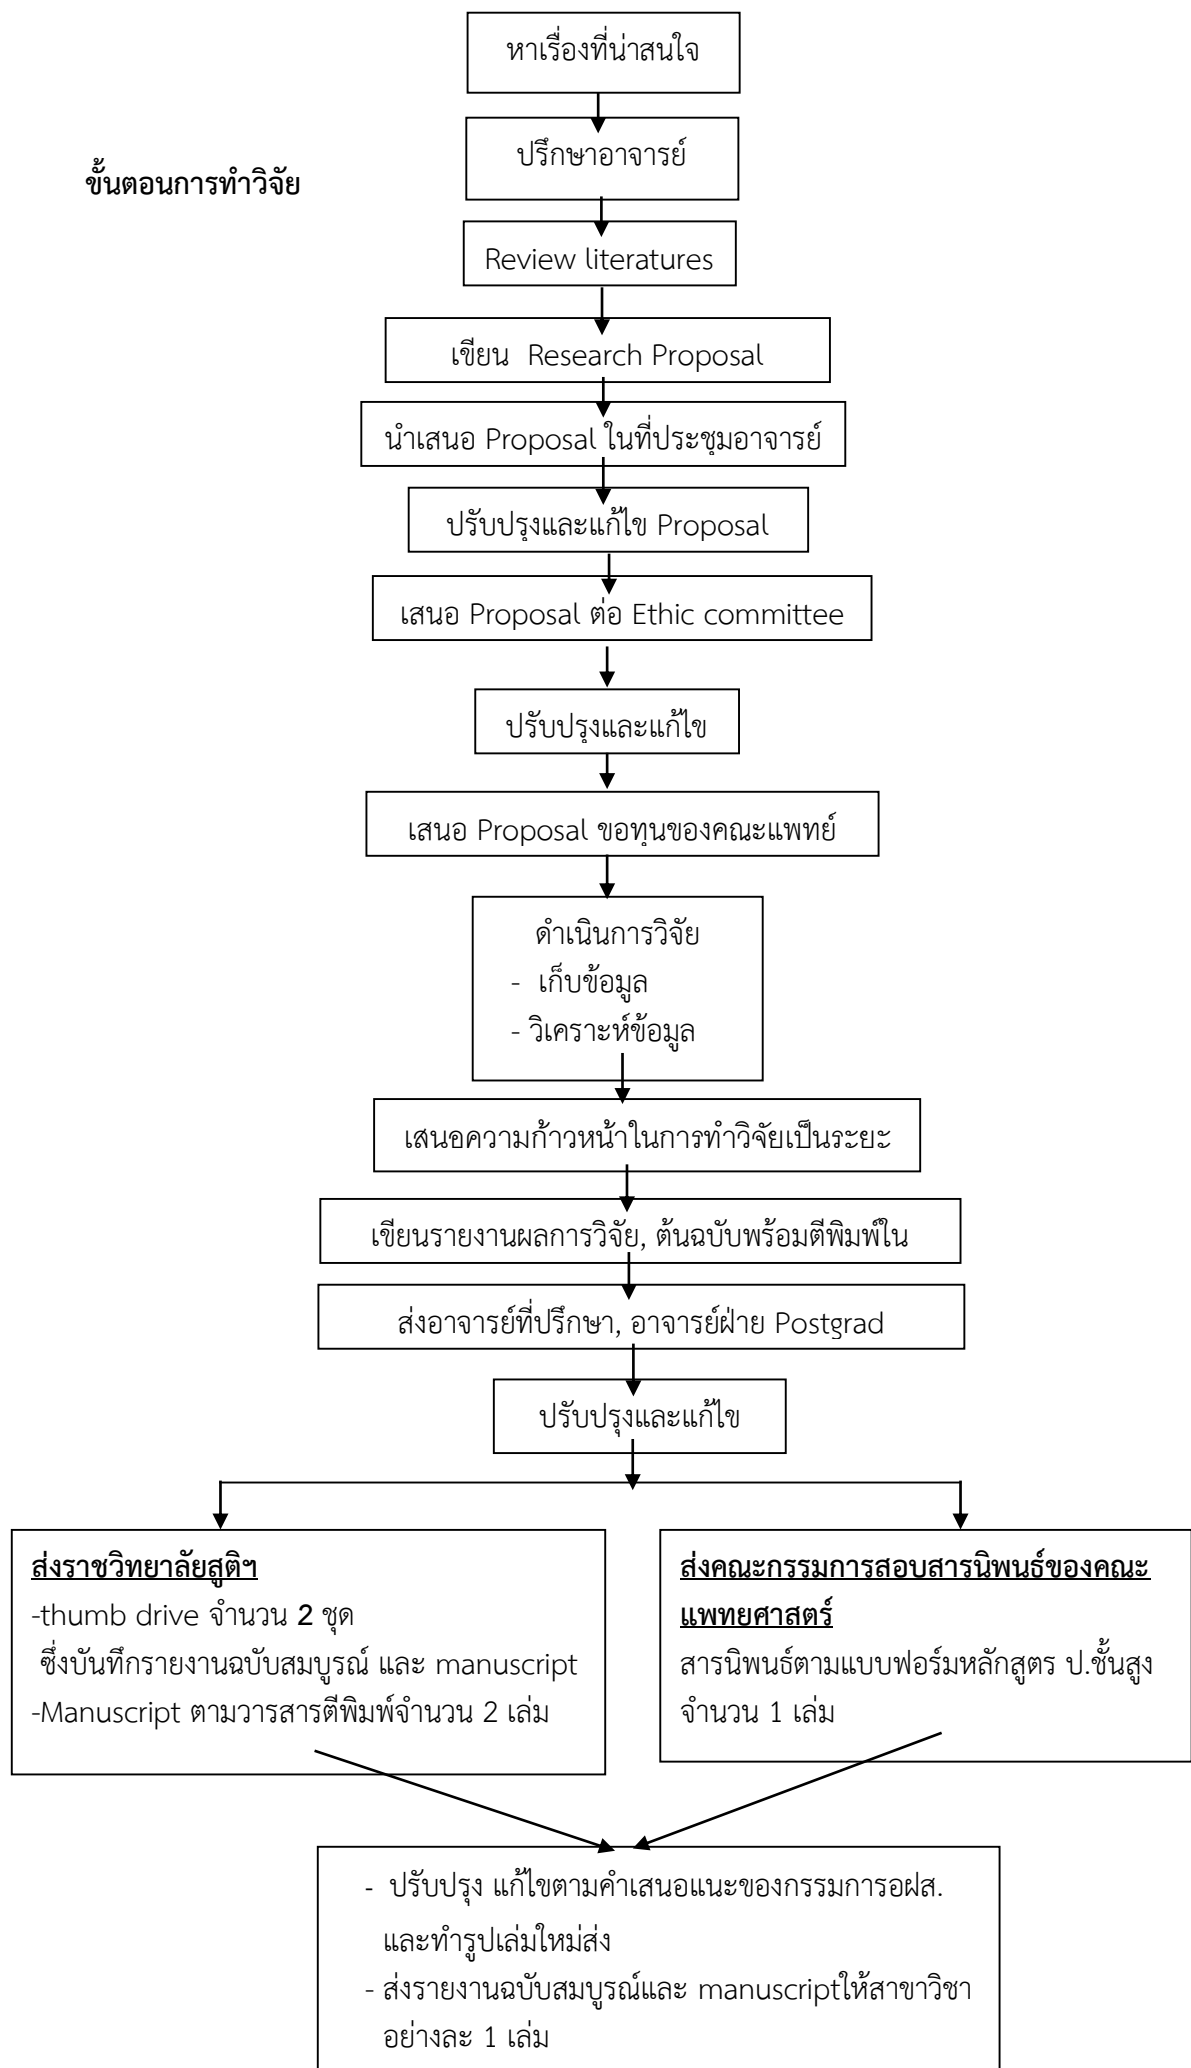 หาเรื่องที่น่าสนใจ
ปรึกษาอาจารย์
ขั้นตอนการทำวิจัย
Review literatures
เขียน Research Proposal
นำเสนอ Proposal ในที่ประชุมอาจารย์
ปรับปรุงและแก้ไข Proposal
เสนอ Proposal ต่อ Ethic committee
ปรับปรุงและแก้ไข
เสนอ Proposal ขอทุนของคณะแพทย์
ดำเนินการวิจัย
- เก็บข้อมูล
- วิเคราะห์ข้อมูล
เสนอความก้าวหน้าในการทำวิจัยเป็นระยะ
เขียนรายงานผลการวิจัย, ต้นฉบับพร้อมตีพิมพ์ใน
ส่งอาจารย์ที่ปรึกษา, อาจารย์ฝ่าย Postgrad
ปรับปรุงและแก้ไข
ส่งราชวิทยาลัยสูติฯ
-thumb drive จำนวน 2 ชุด
ซึ่งบันทึกรายงานฉบับสมบูรณ์ และ manuscript
-Manuscript ตามวารสารตีพิมพ์จำนวน 2 เล่ม
ส่งคณะกรรมการสอบสารนิพนธ์ของคณะ
แพทยศาสตร์
สารนิพนธ์ตามแบบฟอร์มหลักสูตร ป.ชั้นสูง
จำนวน 1 เล่ม
- ปรับปรุง แก้ไขตามคำเสนอแนะของกรรมการอฝส.
และทำรูปเล่มใหม่ส่ง
- ส่งรายงานฉบับสมบูรณ์และ manuscriptให้สาขาวิชา
อย่างละ 1 เล่ม